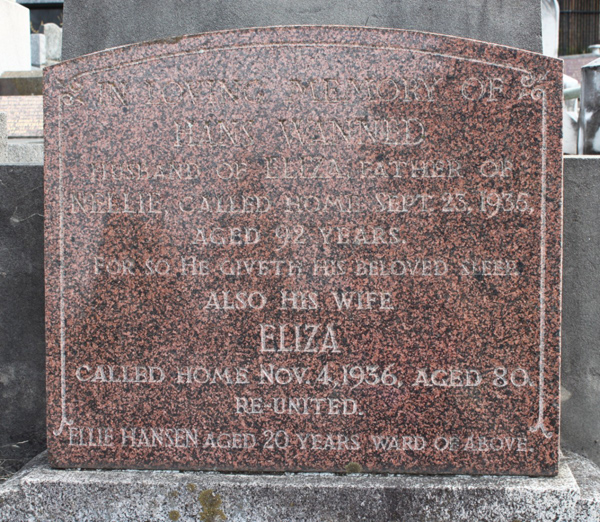 IN LOVING MEMORY OF
HANS WINNED
HUSBAND OF ELIZA, FATHER OF
NELLIE, CALLED HOME SEPT. 23, 1935,
AGED 92 YEARS.
FOR SO HE GIVETH HIS BELOVED SLEEP
ALSO HIS WIFE
ELIZA
CALLED HOME NOV. 4, 1936, AGED 80.
RE-UNITED.
ELLIE HANSEN AGED 20 YEARS WARD OF ABOVE.